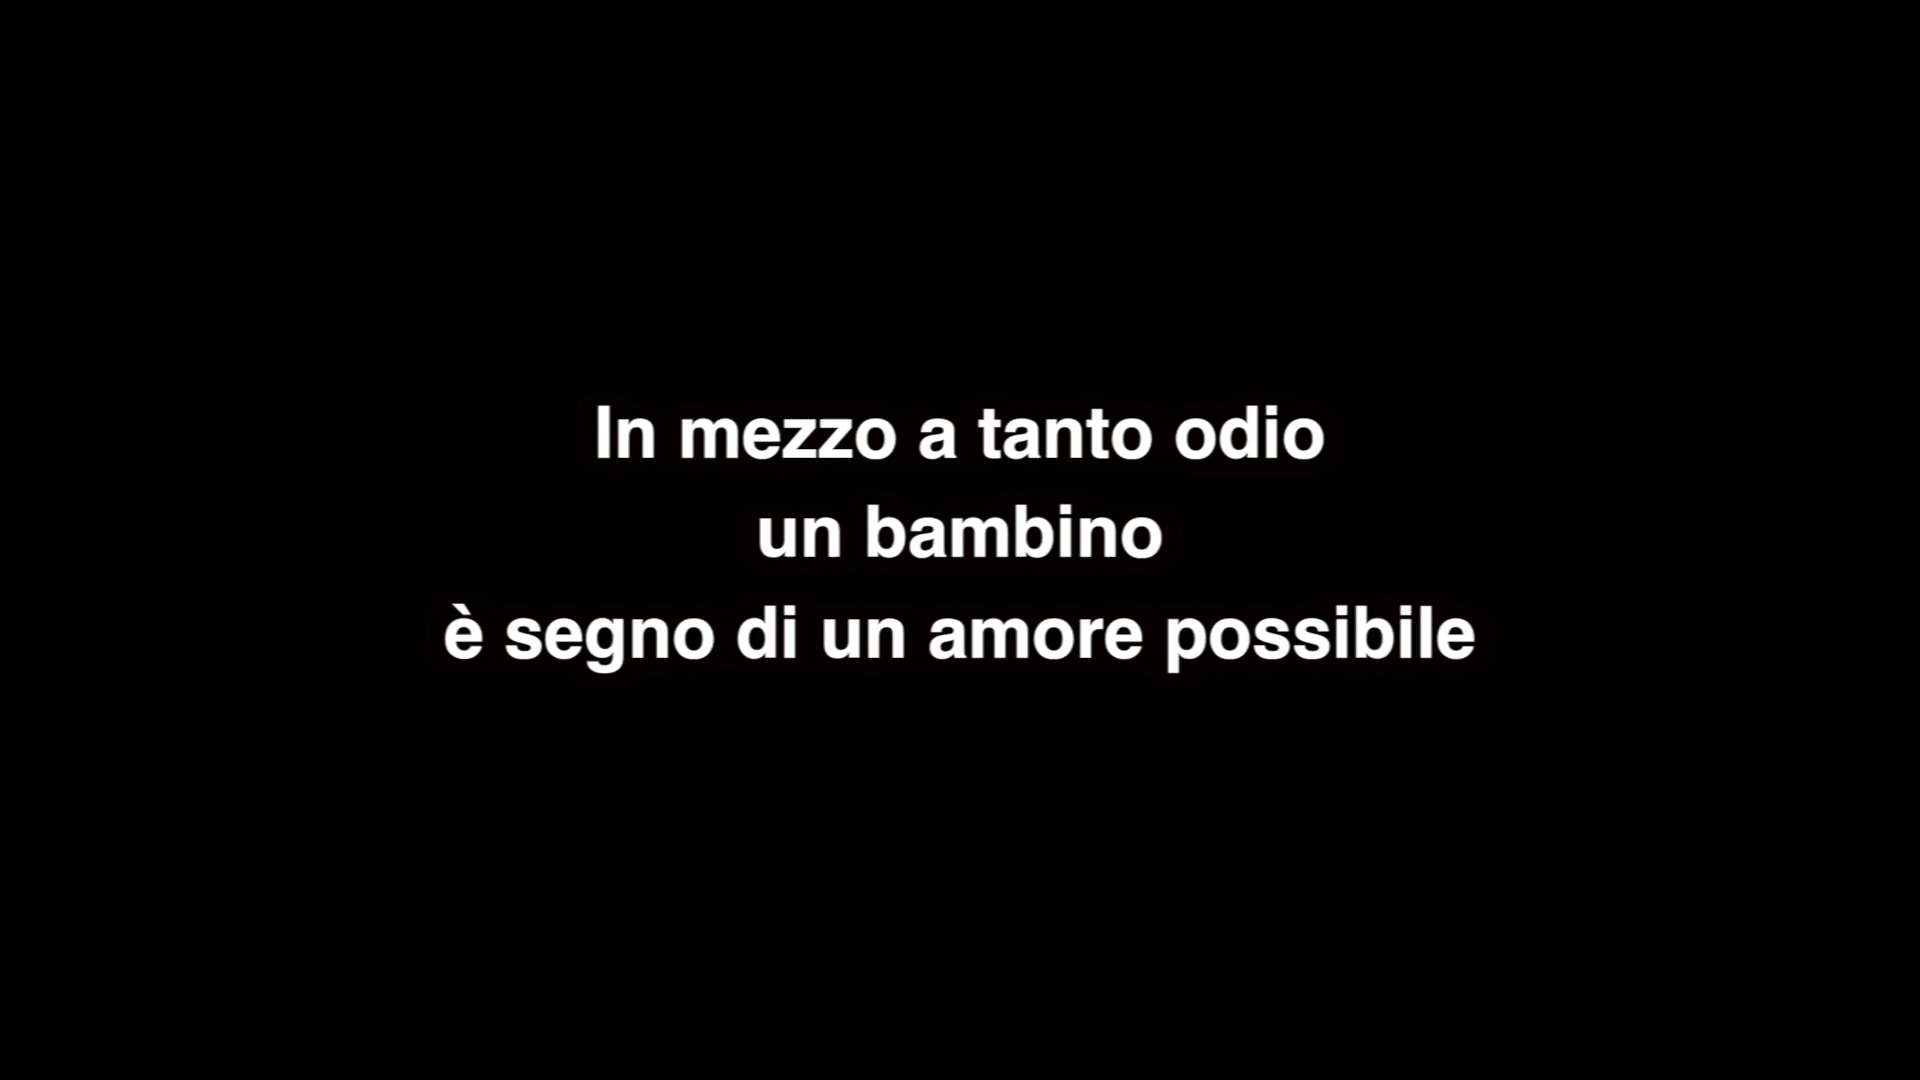 In mezzo a tanto odio
un bambino
è segno di un amore possibile